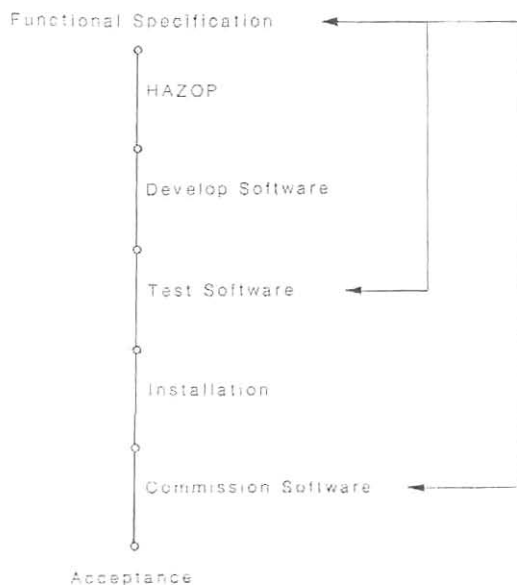 Functional Specification
HAZOP
Develop Software
Test Software
Installation
Commission Software
Acceptance